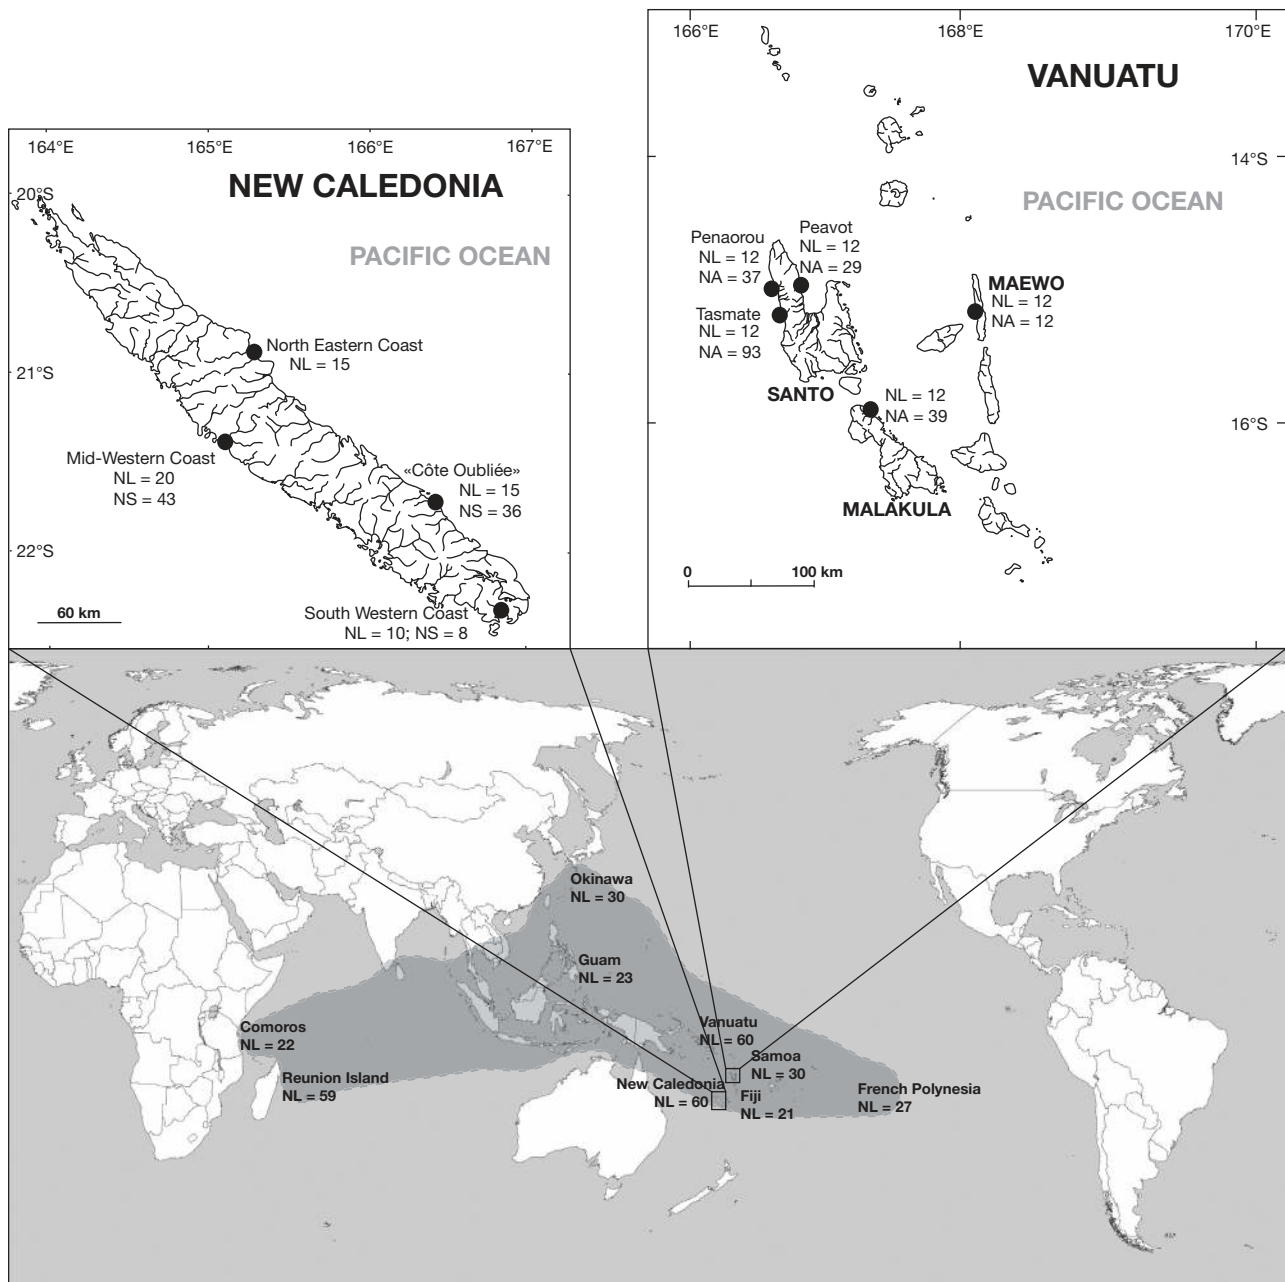 164°E
165°E
166°E
167°E
NEW CALEDONIA
20°S
PACIFIC OCEAN
North Eastern Coast
NL = 15
21°S
Mid-Western Coast
NL = 20
NS = 43
«Côte Oubliée»
NL = 15
NS = 36
22°S
60 km
South Western Coast
NL = 10; NS = 8
166°E
168°E
170°E
VANUATU
14°S
PACIFIC OCEAN
Penaorou
NL = 12
NA = 37
Peavot
NL = 12
NA = 29
MAEWO
NL = 12
NA = 12
Tasmate
NL = 12
NA = 93
SANTO
NL = 12
NA = 39
16°S
MALAKULA
0
100 km
Okinawa
NL = 30
Guam
NL = 23
Comoros
NL = 22
Vanuatu
NL = 60
Samoa
NL = 30
Reunion Island
NL = 59
New Caledonia
NL = 60
Fiji
NL = 21
French Polynesia
NL = 27